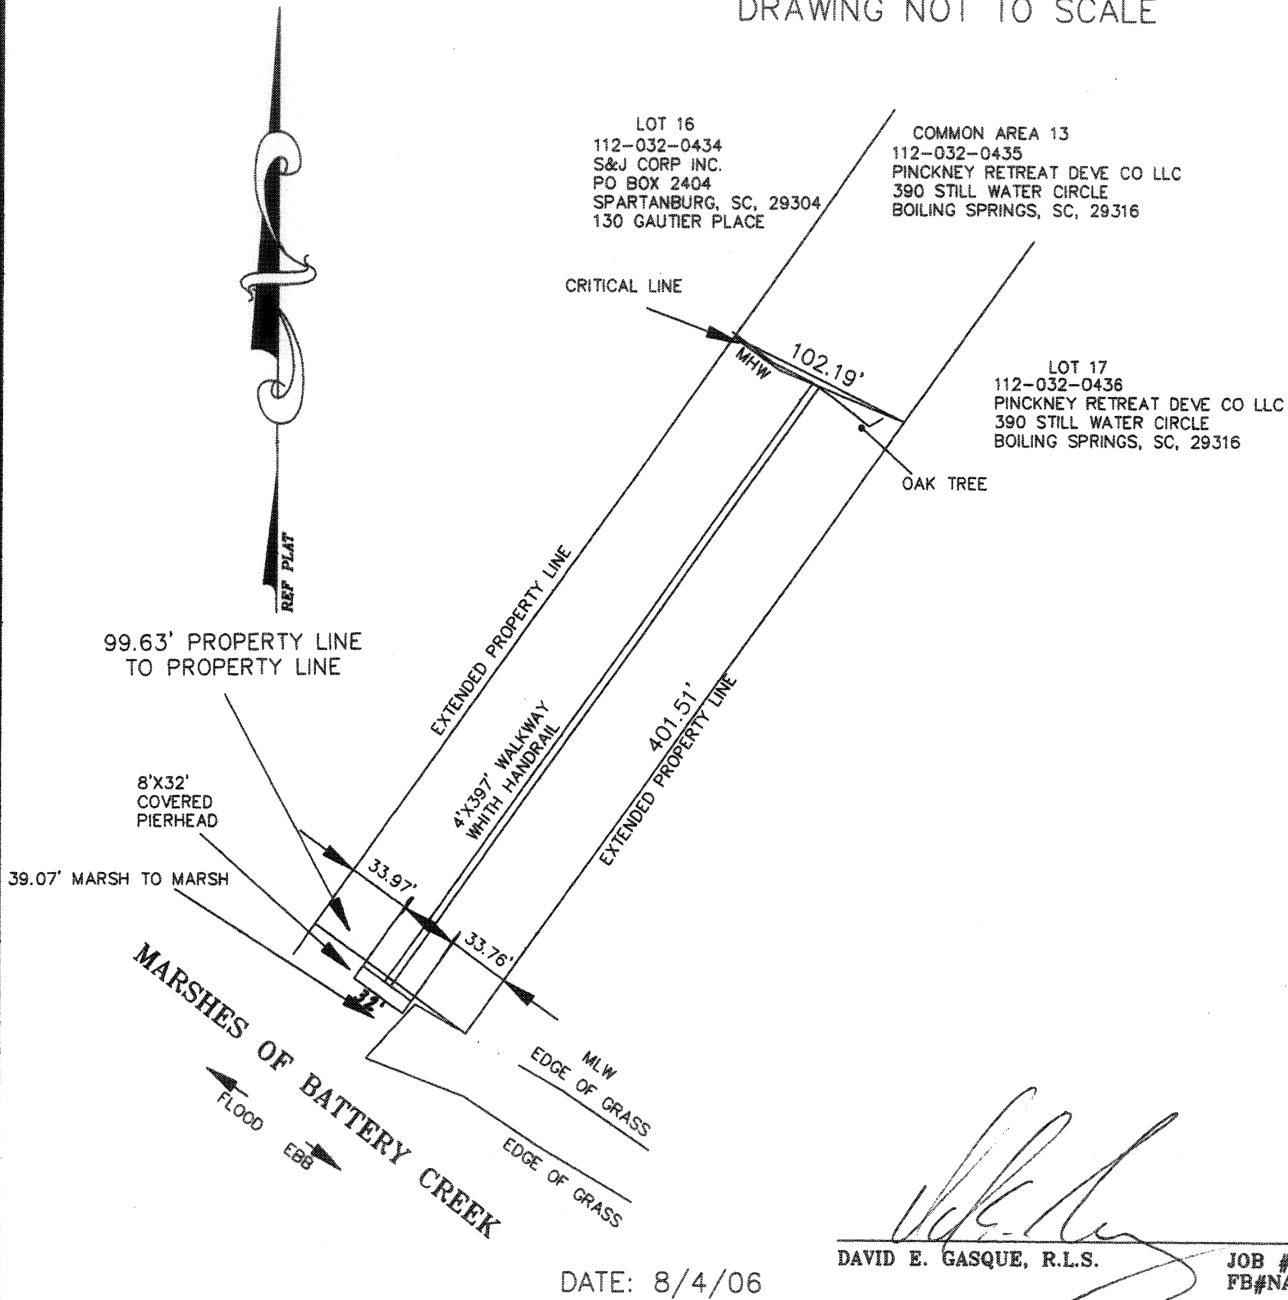 DRAWING NOT TO SCALE
LOT 16
112-032-0434
S&J CORP INC.
PO BOX 2404
SPARTANBURG, SC, 29304
130 GAUTIER PLACE
COMMON AREA 13
112-032-0435
PINCKNEY RETREAT DEVE CO LLC
390 STILL WATER CIRCLE
BOILING SPRINGS, SC, 29316
CRITICAL LINE
MHW
102.19'
LOT 17
112-032-0436
PINCKNEY RETREAT DEVE CO LLC
390 STILL WATER CIRCLE
BOILING SPRINGS, SC, 29316
OAK TREE
REF PLAT
99.63' PROPERTY LINE
TO PROPERTY LINE
EXTENDED PROPERTY LINE
401.51'
EXTENDED PROPERTY LINE
4'X397' WALKWAY
WHITH HANDRAIL
8'X32'
COVERED
PIERHEAD
39.07' MARSH TO MARSH
33.97'
33.76'
32'
MARSHES OF BATTERY CREEK
FLOOD
EBB
MLW
EDGE OF GRASS
EDGE OF GRASS
DAVID E. GASQUE, R.L.S.
JOB #
FB#NA
DATE: 8/4/06